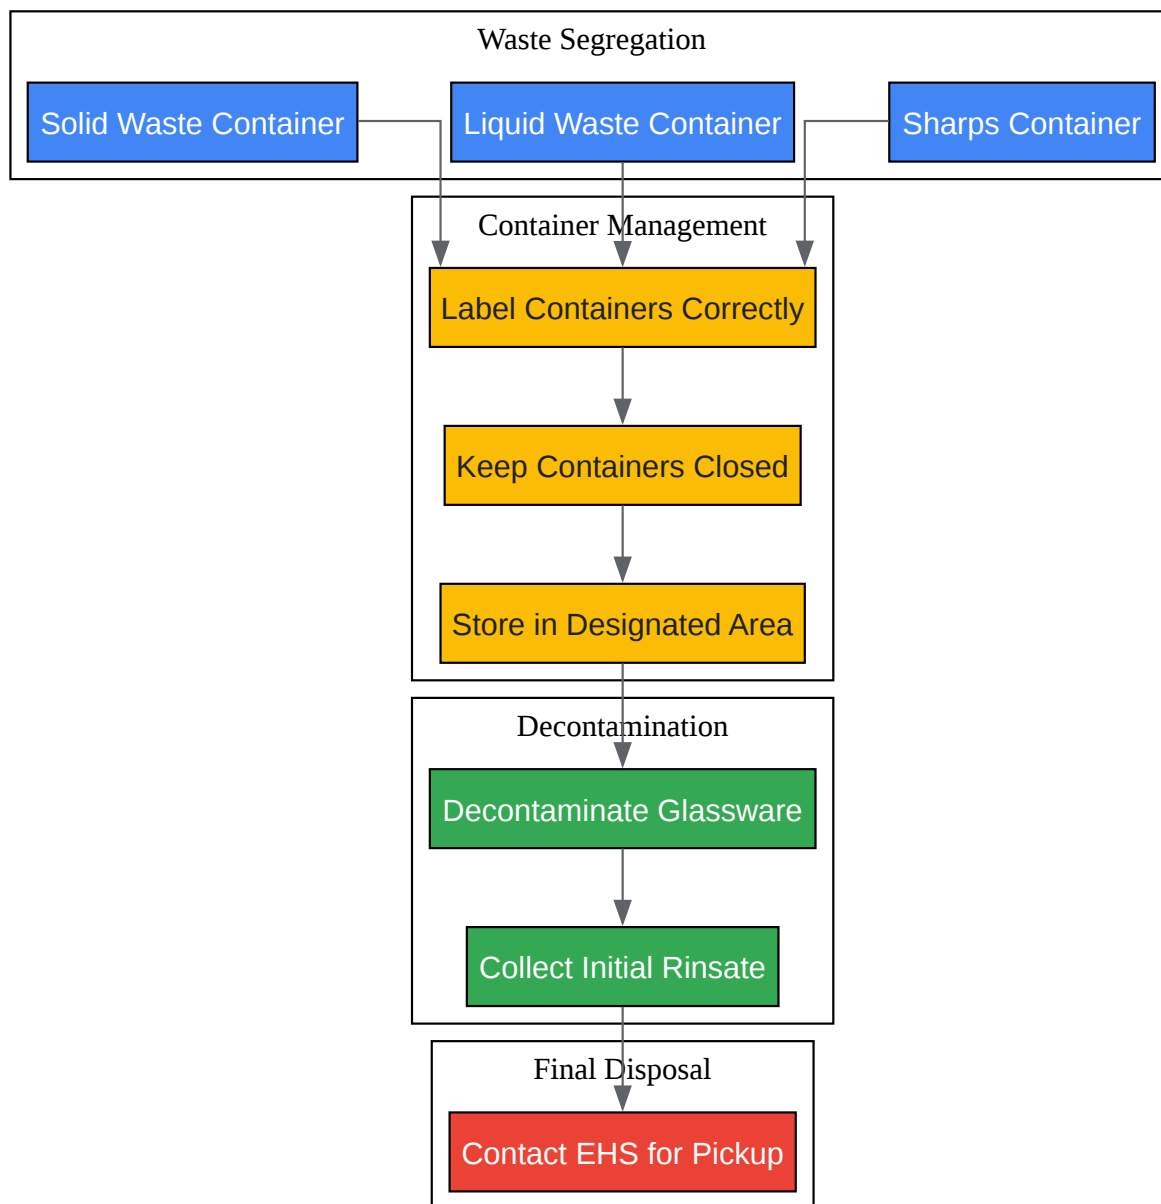 Waste Segregation
Solid Waste Container
Liquid Waste Container
Sharps Container
Container Management
Label Containers Correctly
Keep Containers Closed
Store in Designated Area
Decontamination
Decontaminate Glassware
Collect Initial Rinsate
Final Disposal
Contact EHS for Pickup